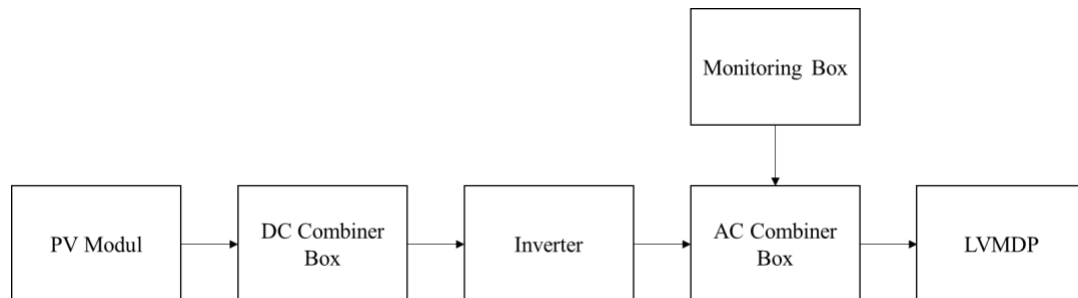 Monitoring Box
PV Modul
DC Combiner
Box
Inverter
AC Combiner
Box
LVMDP